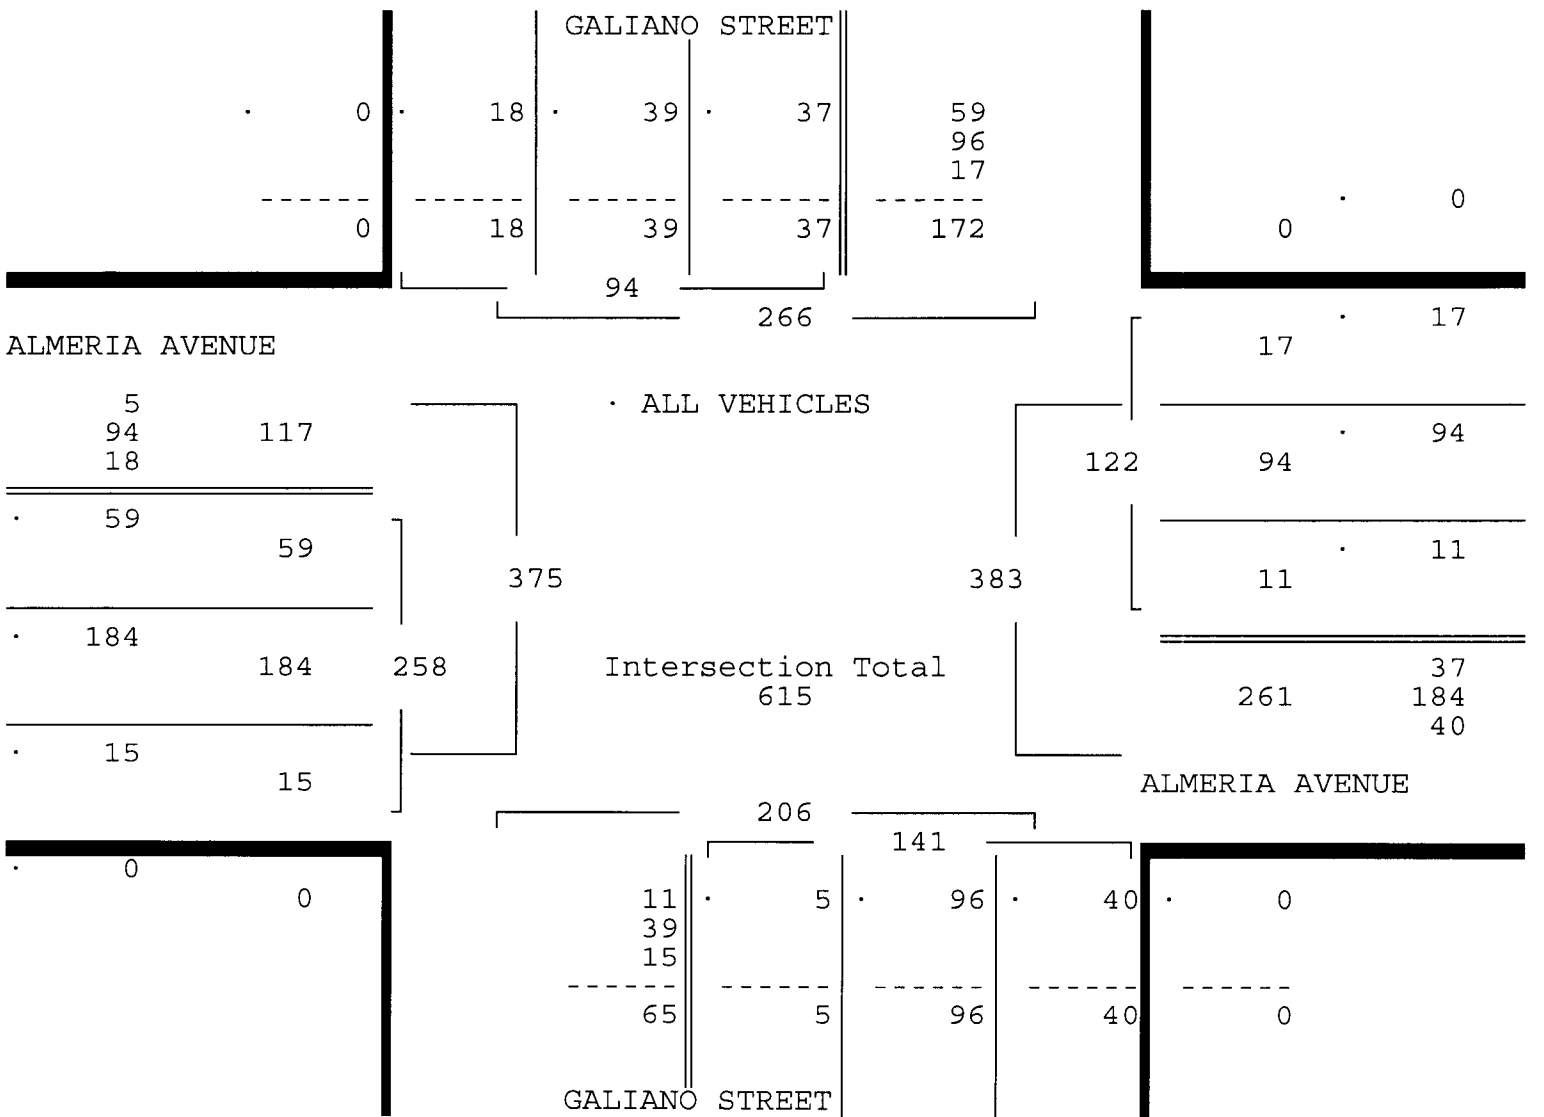 GALIANO STREET
· 0 · 18 · 39 · 37 59
96
17
------ ------ ------ ------ ------ · 0
0 18 39 37 172 0
94
266 · 17
ALMERIA AVENUE 17
5 · ALL VEHICLES
94 117 · 94
18 122 94
· 59
59 · 11
375 383 11
· 184
184 258 Intersection Total 37
615 261 184
40
· 15
15 ALMERIA AVENUE
206
141
· 0
0 11 · 5 · 96 · 40 · 0
39
15
------ ------ ------ ------ ------
65 5 96 40 0
GALIANO STREET